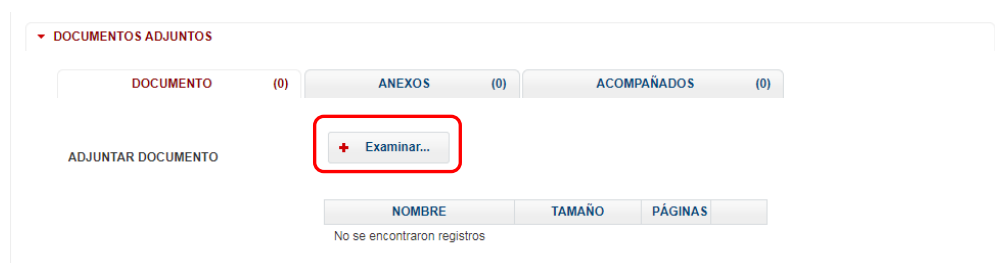 DOCUMENTOS ADJUNTOS
DOCUMENTO (0) ANEXOS (0) ACOMPAÑADOS (0)
ADJUNTAR DOCUMENTO
Examinar...
NOMBRE TAMAÑO PÁGINAS
No se encontraron registros